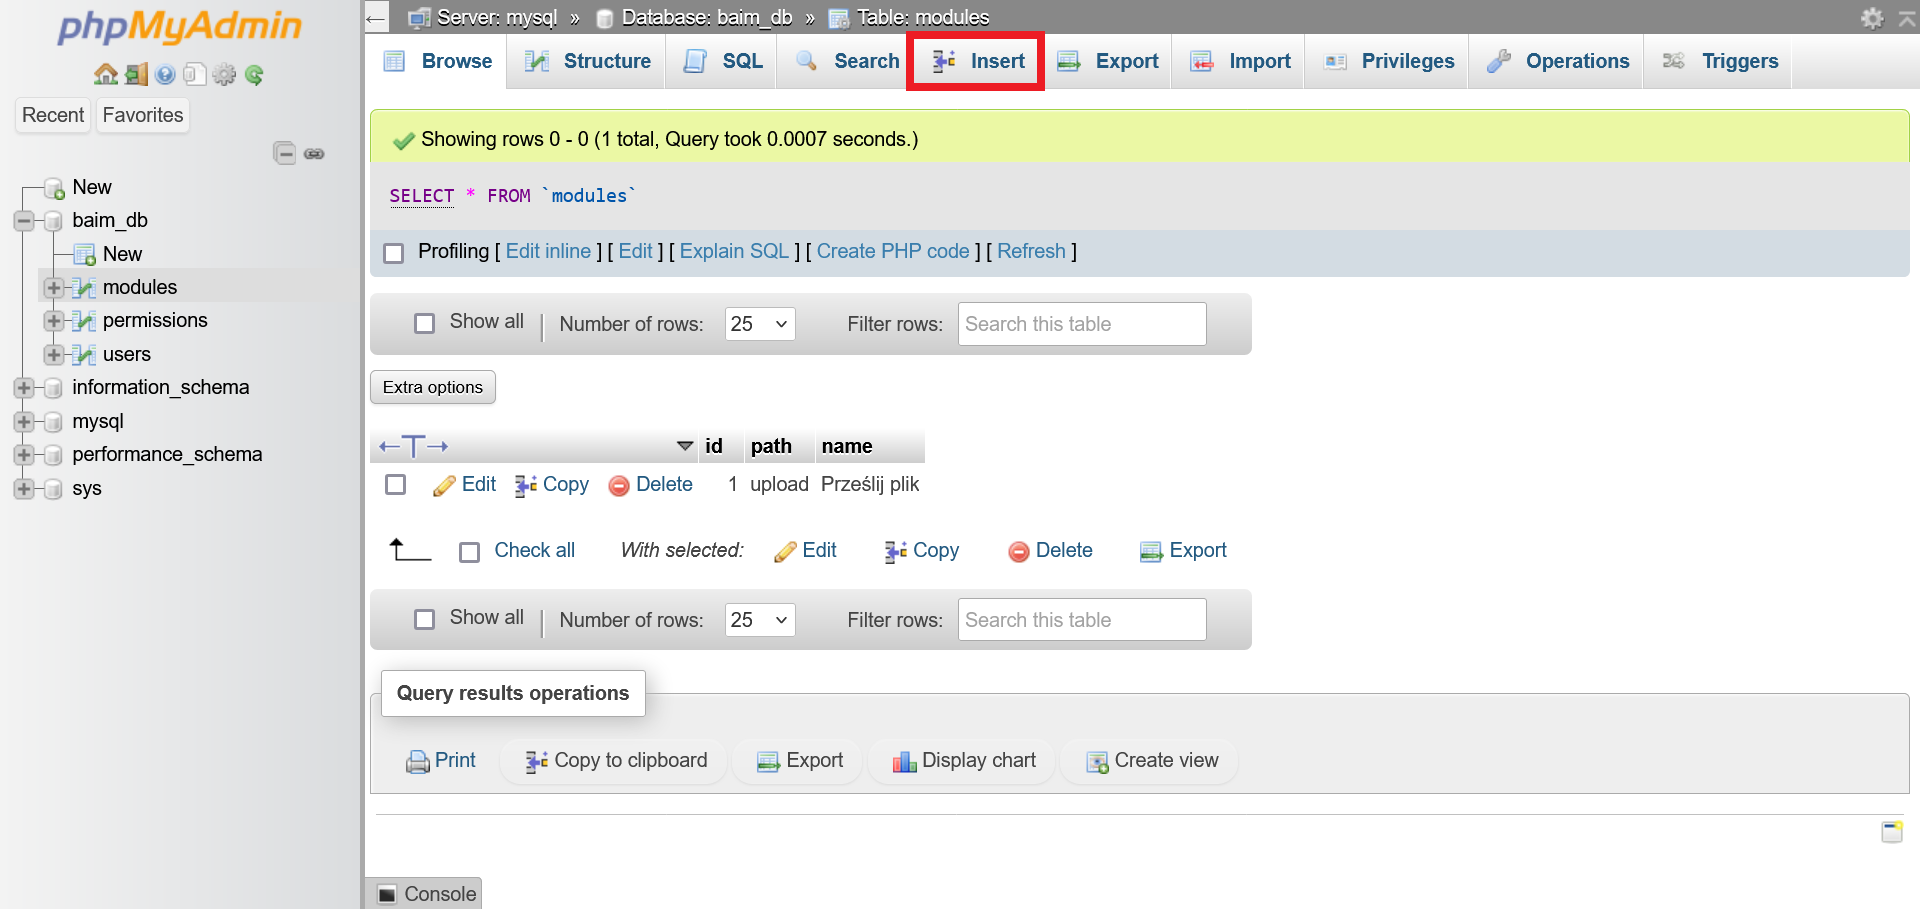 phpMyAdmin
Recent Favorites
New
baim_db
New
modules
permissions
users
information_schema
mysql
performance_schema
sys
Server: mysql » Database: baim_db » Table: modules
Browse Structure SQL Search Insert Export Import Privileges Operations Triggers
Showing rows 0 - 0 (1 total, Query took 0.0007 seconds.)
SELECT * FROM `modules`
Profiling [ Edit inline ] [ Edit ] [ Explain SQL ] [ Create PHP code ] [ Refresh ]
Show all | Number of rows: 25 Filter rows: Search this table
Extra options
←T→ id path name
Edit Copy Delete 1 upload Prześlij plik
Check all With selected: Edit Copy Delete Export
Show all | Number of rows: 25 Filter rows: Search this table
Query results operations
Print Copy to clipboard Export Display chart Create view
Console